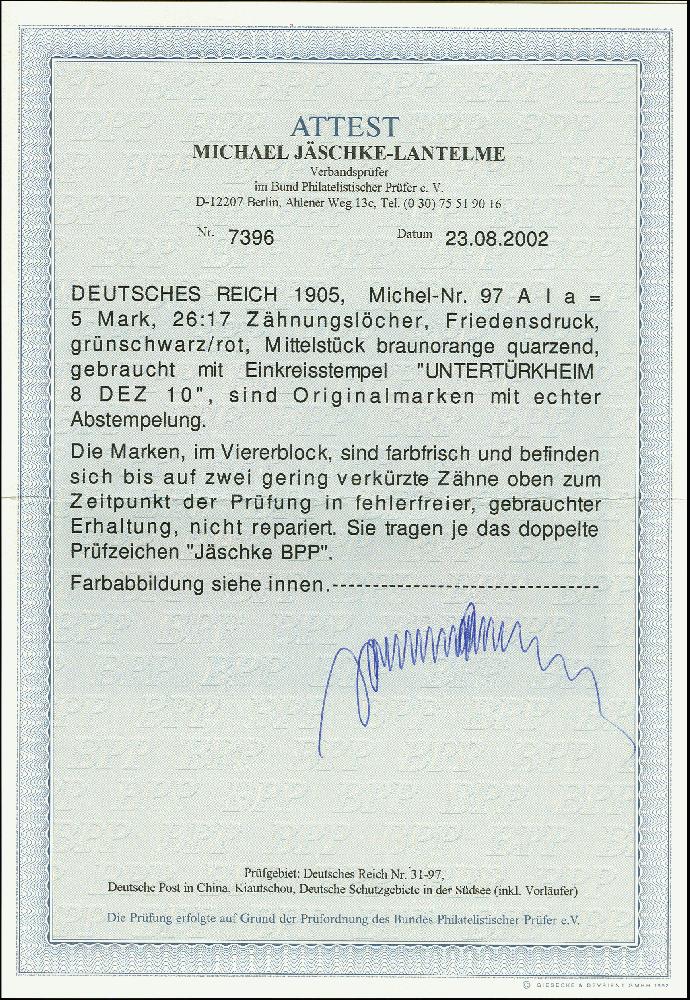 ATTEST
MICHAEL JÄSCHKE-LANTELME
Verbandsprüfer
im Bund Philatelistischer Prüfer e. V.
D-12207 Berlin, Ahlener Weg 13c, Tel. (0 30) 75 51 90 16
Nr. 7396 Datum 23.08.2002
DEUTSCHES REICH 1905, Michel-Nr. 97 A I a =
5 Mark, 26:17 Zähnungslöcher, Friedensdruck,
grünschwarz/rot, Mittelstück braunorange quarzend,
gebraucht mit Einkreisstempel "UNTERTÜRKHEIM
8 DEZ 10", sind Originalmarken mit echter
Abstempelung.
Die Marken, im Viererblock, sind farbfrisch und befinden
sich bis auf zwei gering verkürzte Zähne oben zum
Zeitpunkt der Prüfung in fehlerfreier, gebrauchter
Erhaltung, nicht repariert. Sie tragen je das doppelte
Prüfzeichen "Jäschke BPP".
Farbabbildung siehe innen.----------------------------------
Prüfgebiet: Deutsches Reich Nr. 31-97,
Deutsche Post in China, Kiautschou, Deutsche Schutzgebiete in der Südsee (inkl. Vorläufer)
Die Prüfung erfolgte auf Grund der Prüfordnung des Bundes Philatelistischer Prüfer e.V.
© GIESECKE & DEVRIENT GMBH